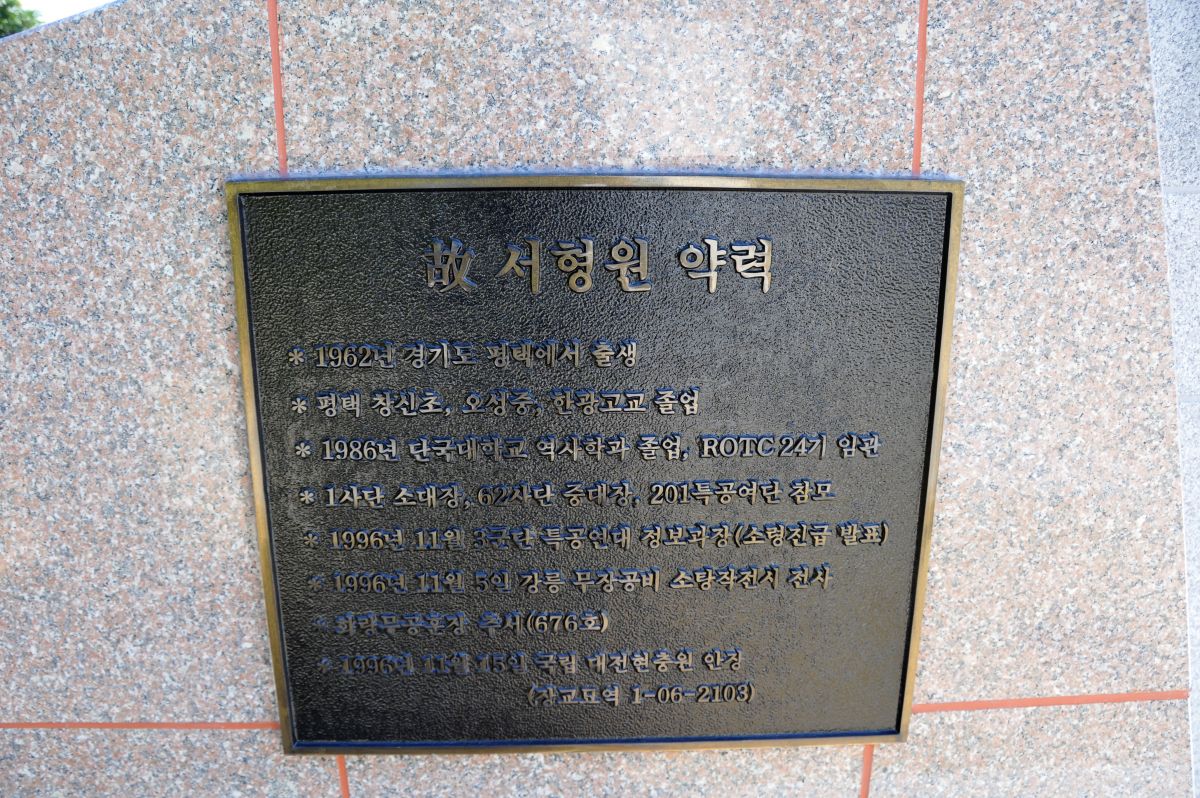 故 서형원 약력
* 1962년 경기도 평택에서 출생
* 평택 창신초, 오성중, 한광고교 졸업
* 1986년 단국대학교 역사학과 졸업, ROTC 24기 임관
* 1사단 소대장, 62사단 중대장, 201특공여단 참모
* 1996년 11월 3군단 특공연대 정보과장(소령진급 발표)
* 1996년 11월 5일 강릉 무장공비 소탕작전시 전사
* 화랑무공훈장 추서(676호)
* 1996년 11월 15일 국립 대전현충원 안장
(장교묘역 1-06-2103)